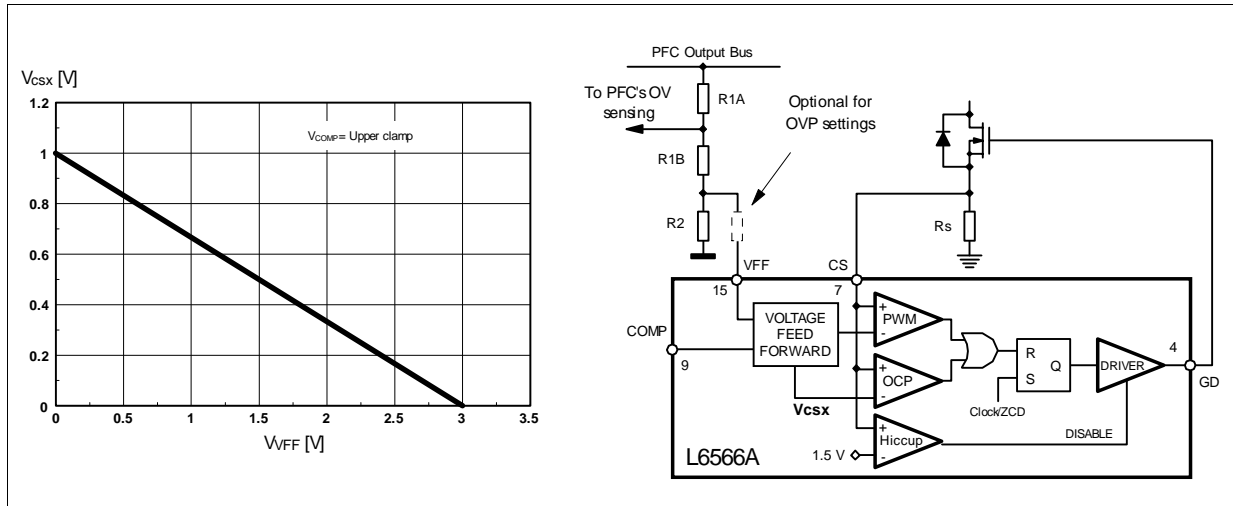 Vcsx [V]
1.2
1
0.8
0.6
0.4
0.2
0
VCOMP= Upper clamp
0 0.5 1 1.5 2 2.5 3 3.5
VVFF [V]
PFC Output Bus
To PFC's OV
sensing
R1A
Optional for
OVP settings
R1B
R2
Rs
VFF
CS
15
7
COMP
9
VOLTAGE
FEED
FORWARD
+
PWM
-
+
OCP
-
Vcsx
+
Hiccup
-
1.5 V
R
S
Q
Clock/ZCD
DRIVER
4
GD
DISABLE
L6566A